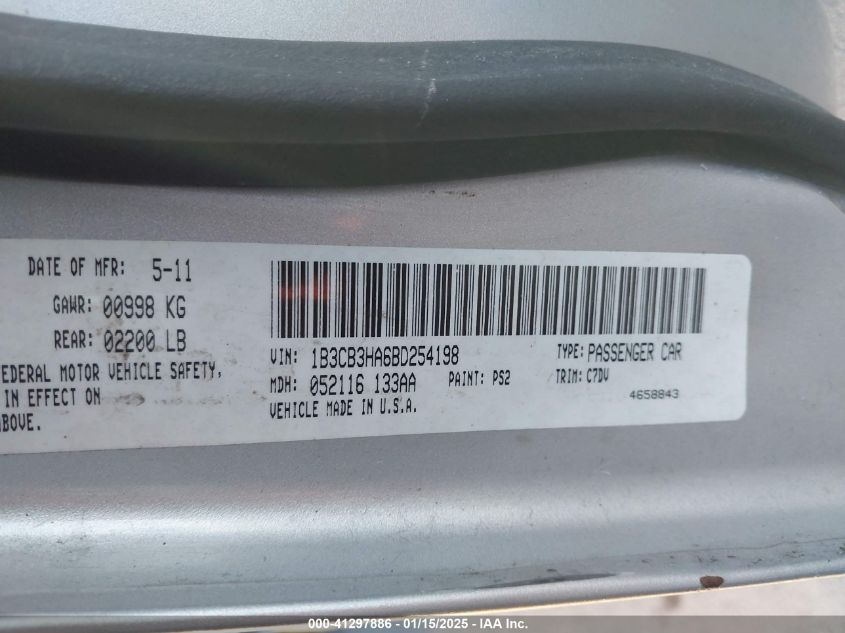 DATE OF MFR: 5-11
GAWR: 00998 KG
REAR: 02200 LB
EDERAL MOTOR VEHICLE SAFETY,
IN EFFECT ON
ABOVE.
VIN: 1B3CB3HA6BD254198 TYPE: PASSENGER CAR
MDH: 052116 133AA PAINT: PS2 TRIM: C7DV
VEHICLE MADE IN U.S.A. 4658843
000-41297886 - 01/15/2025 - IAA Inc.